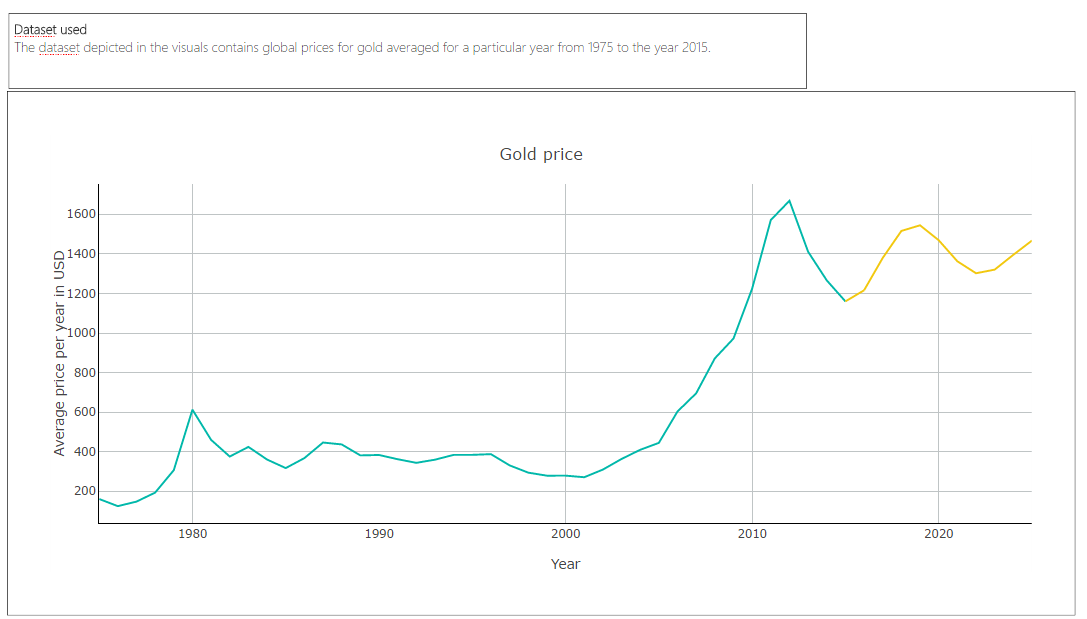 Dataset used
The dataset depicted in the visuals contains global prices for gold averaged for a particular year from 1975 to the year 2015.
Gold price
Average price per year in USD
1600
1400
1200
1000
800
600
400
200
1980 1990 2000 2010 2020
Year